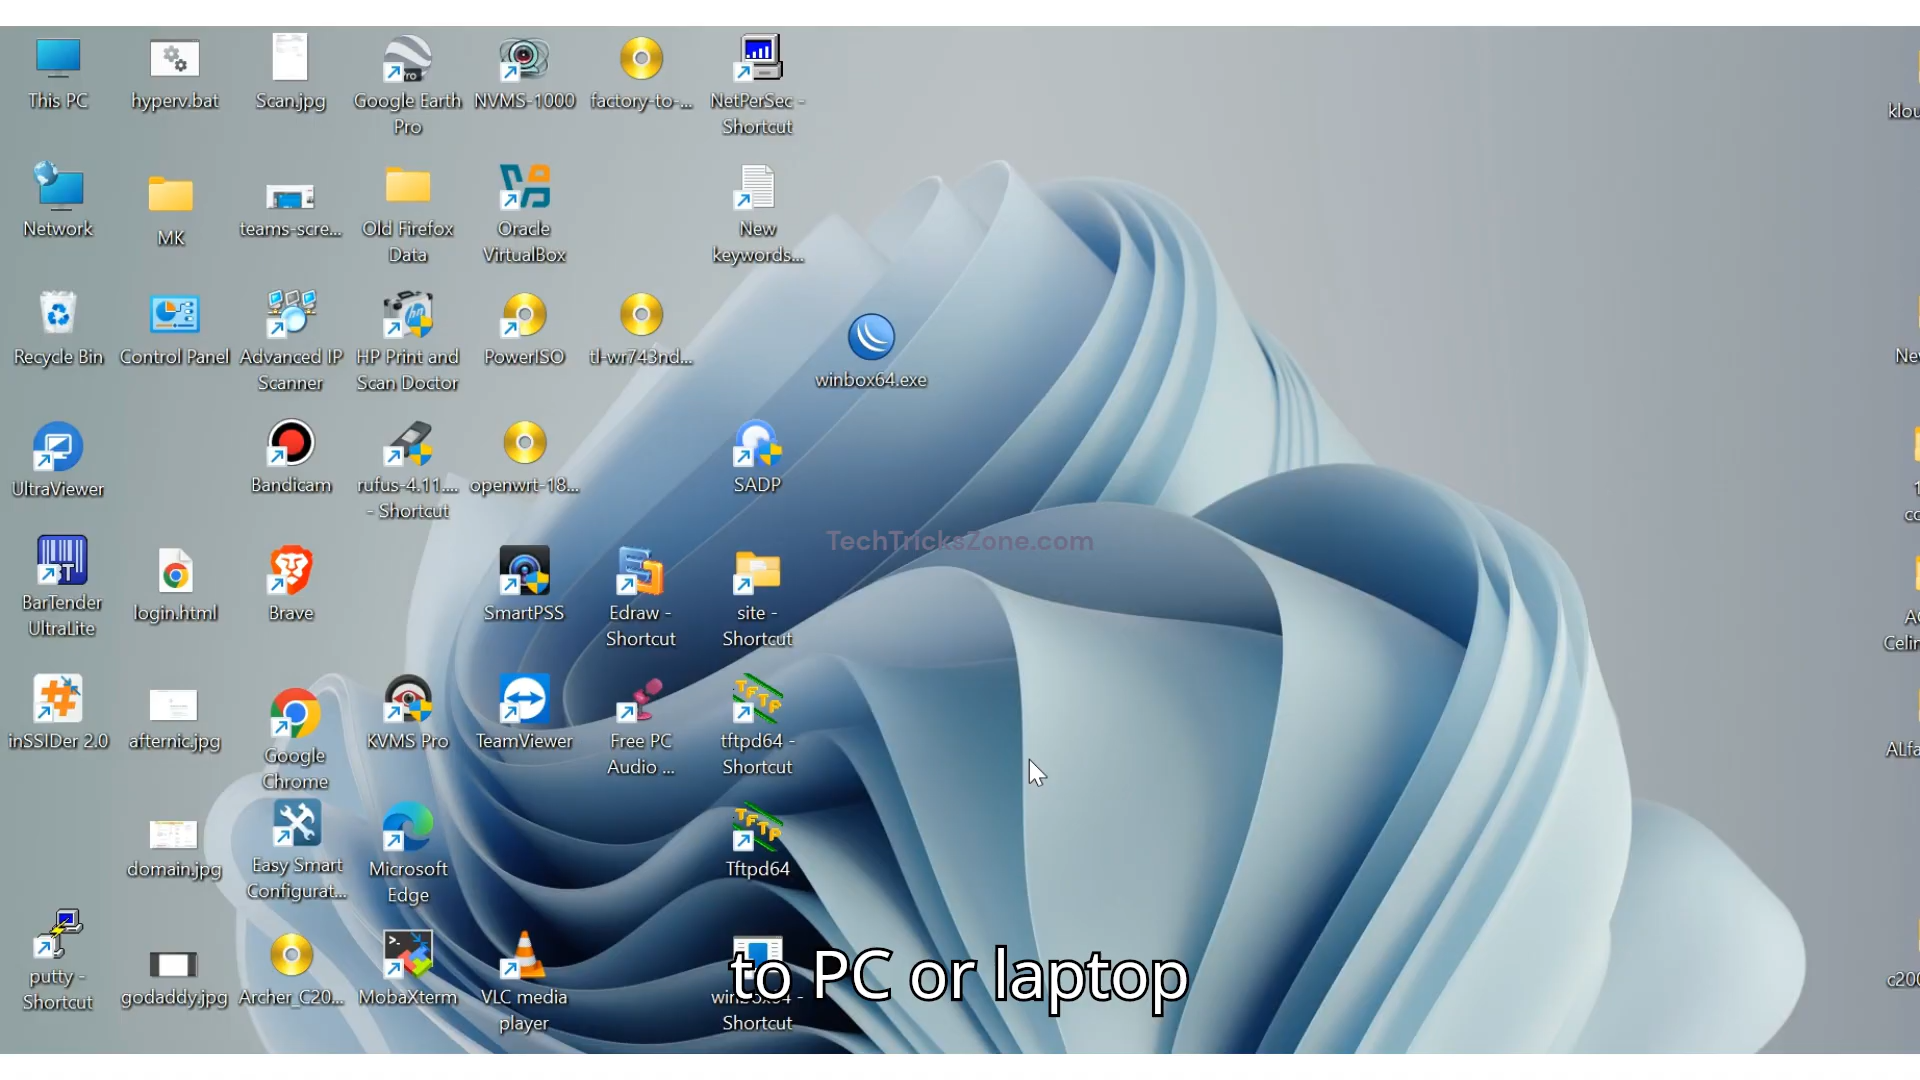 This PC
hyperv.bat
Scan.jpg
Google Earth
Pro
NVMS-1000
factory-to-...
NetPerSec -
Shortcut
klou
Network
MK
teams-scre...
Old Firefox
Data
Oracle
VirtualBox
New
keywords...
Recycle Bin
Control Panel
Advanced IP
Scanner
HP Print and
Scan Doctor
PowerISO
tl-wr743nd...
winbox64.exe
Ne
UltraViewer
Bandicam
rufus-4.11....
- Shortcut
openwrt-18...
SADP
TechTricksZone.com
BarTender
UltraLite
login.html
Brave
SmartPSS
Edraw -
Shortcut
site -
Shortcut
Celin
inSSIDer 2.0
afternic.jpg
Google
Chrome
KVMS Pro
TeamViewer
Free PC
Audio ...
tftpd64 -
Shortcut
ALfa
domain.jpg
Easy Smart
Configurat...
Microsoft
Edge
Tftpd64
putty -
Shortcut
godaddy.jpg
Archer_C20...
MobaXterm
VLC media
player
winbox64 -
Shortcut
c200
to PC or laptop